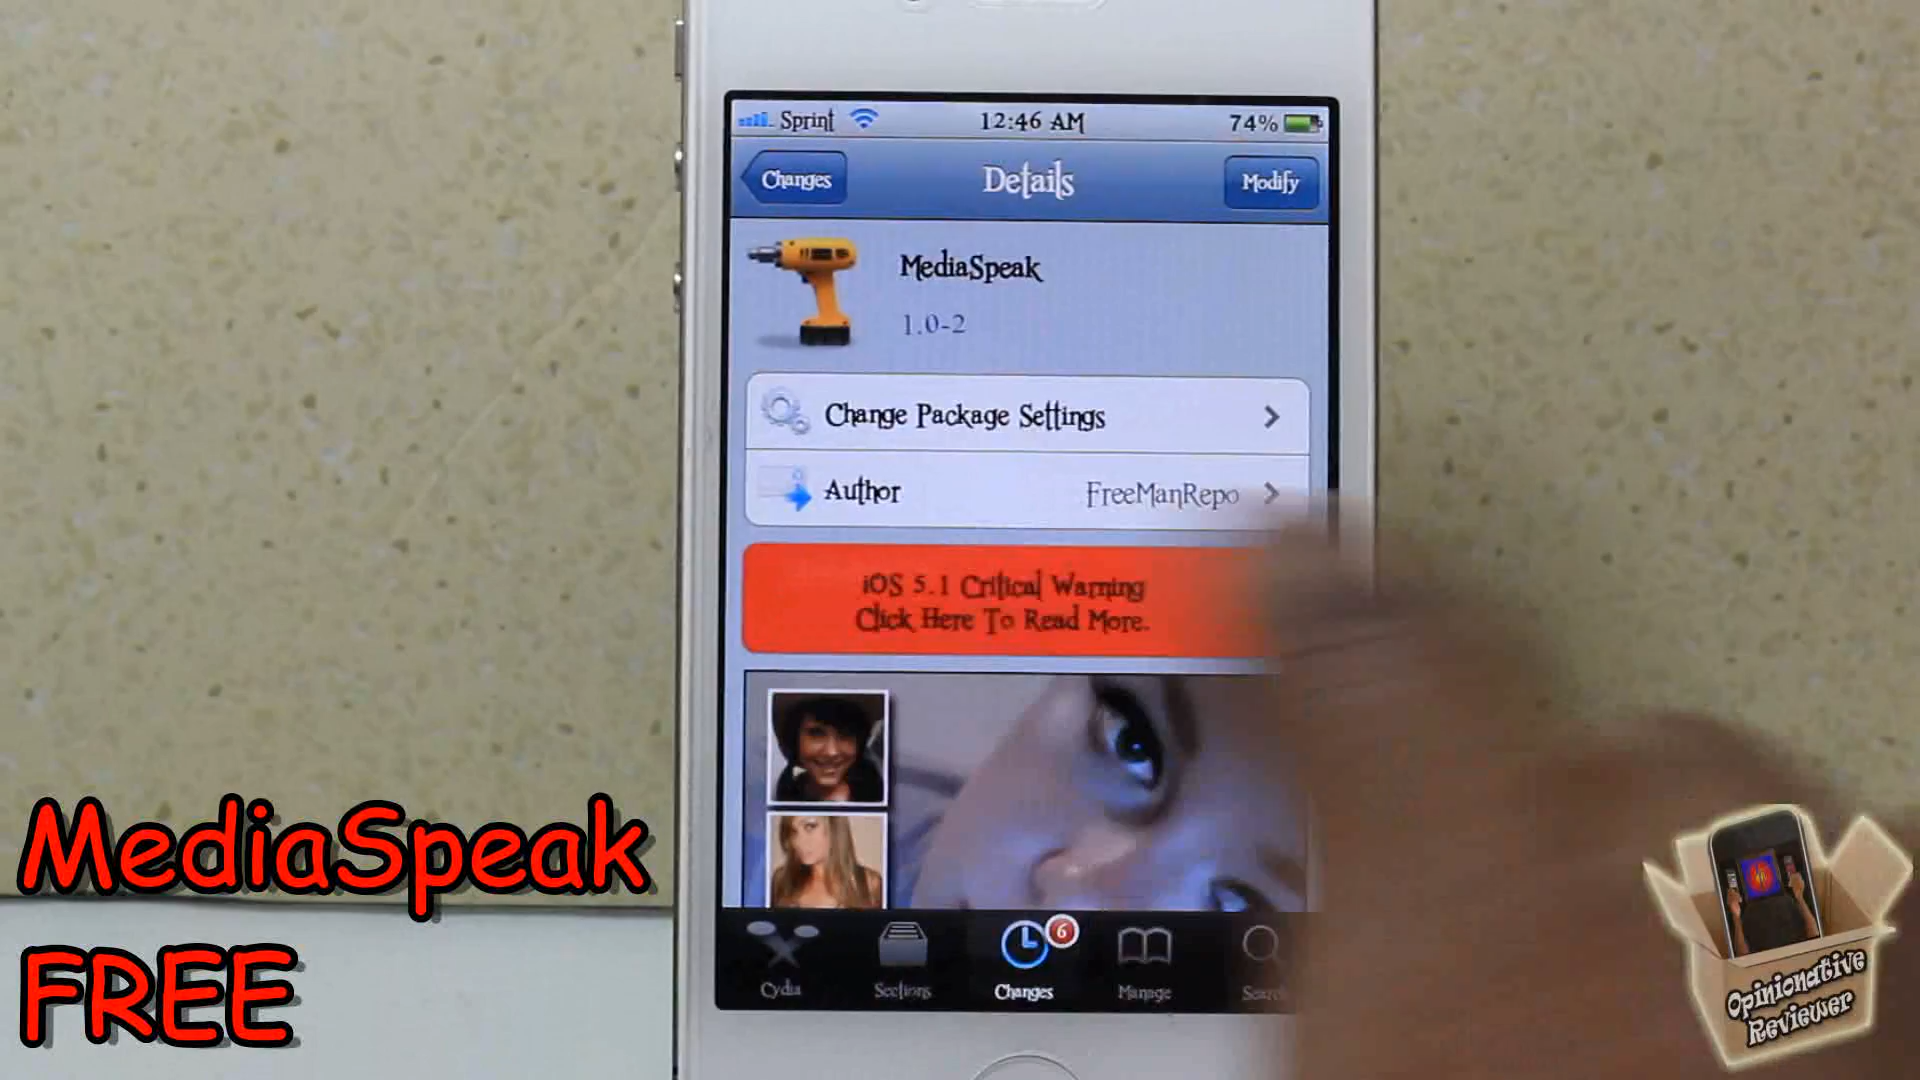 Sprint 12:46 AM 74%
Changes Details Modify
MediaSpeak
1.0-2
Change Package Settings
Author FreeManRepo
iOS 5.1 Critical Warning
Click Here To Read More.
6
Cydia Sections Changes Manage
MediaSpeak
FREE
Opinionative
Reviewer